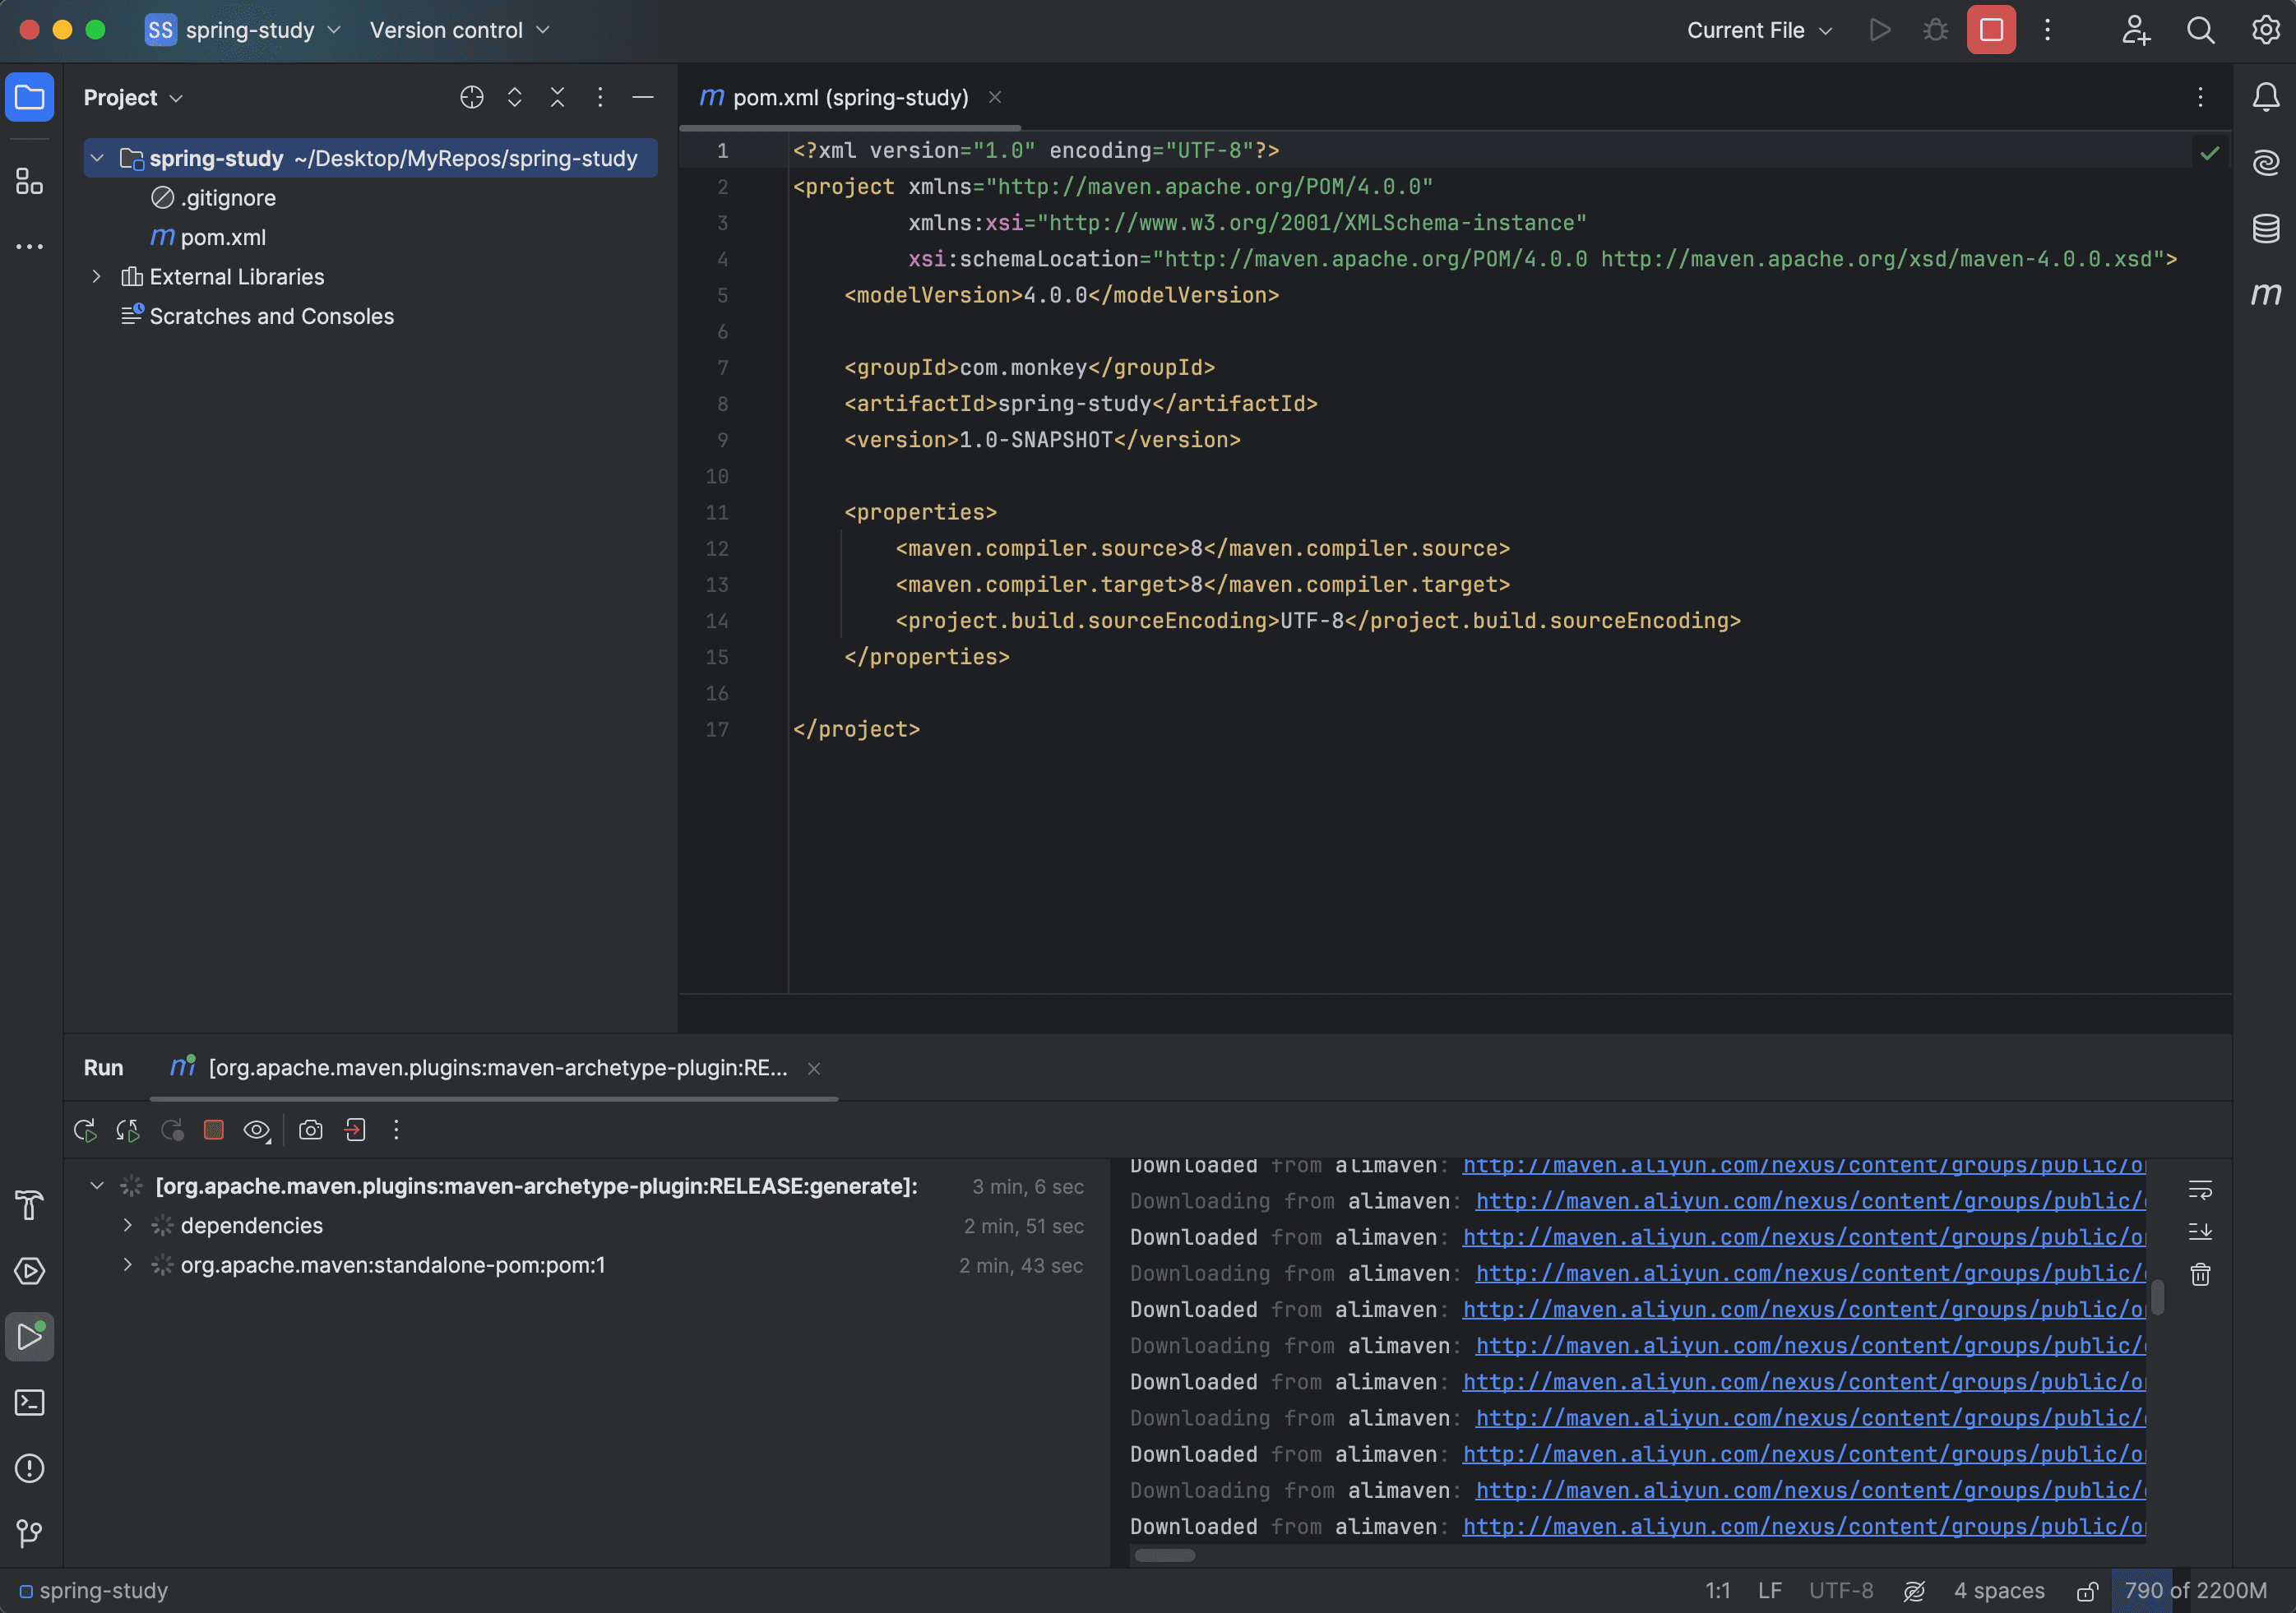 SS spring-study Version control Current File
Project
pom.xml (spring-study)
spring-study ~/Desktop/MyRepos/spring-study
.gitignore
m pom.xml
External Libraries
Scratches and Consoles
1 <?xml version="1.0" encoding="UTF-8"?>
2 <project xmlns="http://maven.apache.org/POM/4.0.0"
3 xmlns:xsi="http://www.w3.org/2001/XMLSchema-instance"
4 xsi:schemaLocation="http://maven.apache.org/POM/4.0.0 http://maven.apache.org/xsd/maven-4.0.0.xsd">
5 <modelVersion>4.0.0</modelVersion>
6
7 <groupId>com.monkey</groupId>
8 <artifactId>spring-study</artifactId>
9 <version>1.0-SNAPSHOT</version>
10
11 <properties>
12 <maven.compiler.source>8</maven.compiler.source>
13 <maven.compiler.target>8</maven.compiler.target>
14 <project.build.sourceEncoding>UTF-8</project.build.sourceEncoding>
15 </properties>
16
17 </project>
Run [org.apache.maven.plugins:maven-archetype-plugin:RE...
[org.apache.maven.plugins:maven-archetype-plugin:RELEASE:generate]: 3 min, 6 sec
dependencies 2 min, 51 sec
org.apache.maven:standalone-pom:pom:1 2 min, 43 sec
Downloaded from alimaven: http://maven.aliyun.com/nexus/content/groups/public/o
Downloading from alimaven: http://maven.aliyun.com/nexus/content/groups/public/
Downloaded from alimaven: http://maven.aliyun.com/nexus/content/groups/public/o
Downloading from alimaven: http://maven.aliyun.com/nexus/content/groups/public/
Downloaded from alimaven: http://maven.aliyun.com/nexus/content/groups/public/o
Downloading from alimaven: http://maven.aliyun.com/nexus/content/groups/public/
Downloaded from alimaven: http://maven.aliyun.com/nexus/content/groups/public/o
Downloading from alimaven: http://maven.aliyun.com/nexus/content/groups/public/
Downloaded from alimaven: http://maven.aliyun.com/nexus/content/groups/public/o
Downloading from alimaven: http://maven.aliyun.com/nexus/content/groups/public/
Downloaded from alimaven: http://maven.aliyun.com/nexus/content/groups/public/o
spring-study 1:1 LF UTF-8 4 spaces 790 of 2200M